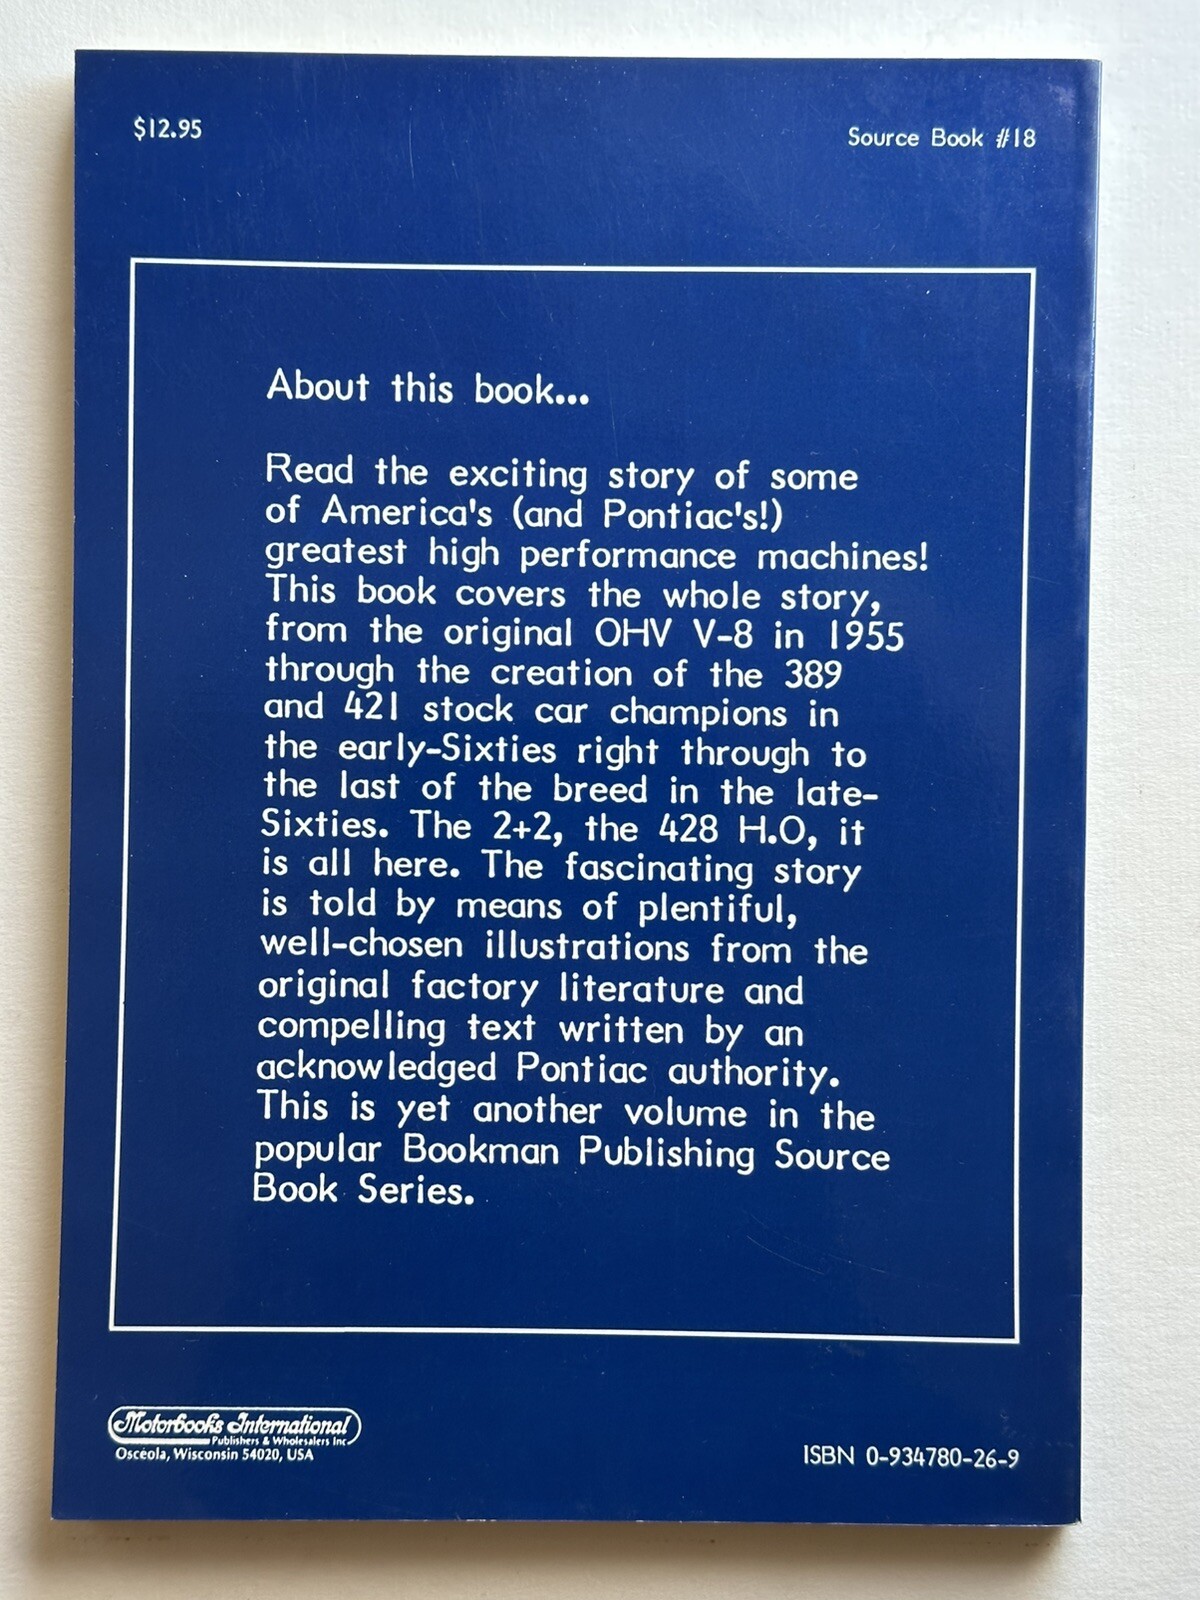 $12.95
Source Book #18
About this book...
Read the exciting story of some
of America's (and Pontiac's!)
greatest high performance machines!
This book covers the whole story,
from the original OHV V-8 in 1955
through the creation of the 389
and 421 stock car champions in
the early-Sixties right through to
the last of the breed in the late-
Sixties. The 2+2, the 428 H.O, it
is all here. The fascinating story
is told by means of plentiful,
well-chosen illustrations from the
original factory literature and
compelling text written by an
acknowledged Pontiac authority.
This is yet another volume in the
popular Bookman Publishing Source
Book Series.
Motorbooks International
Publishers & Wholesalers Inc
Osceola, Wisconsin 54020, USA
ISBN 0-934780-26-9